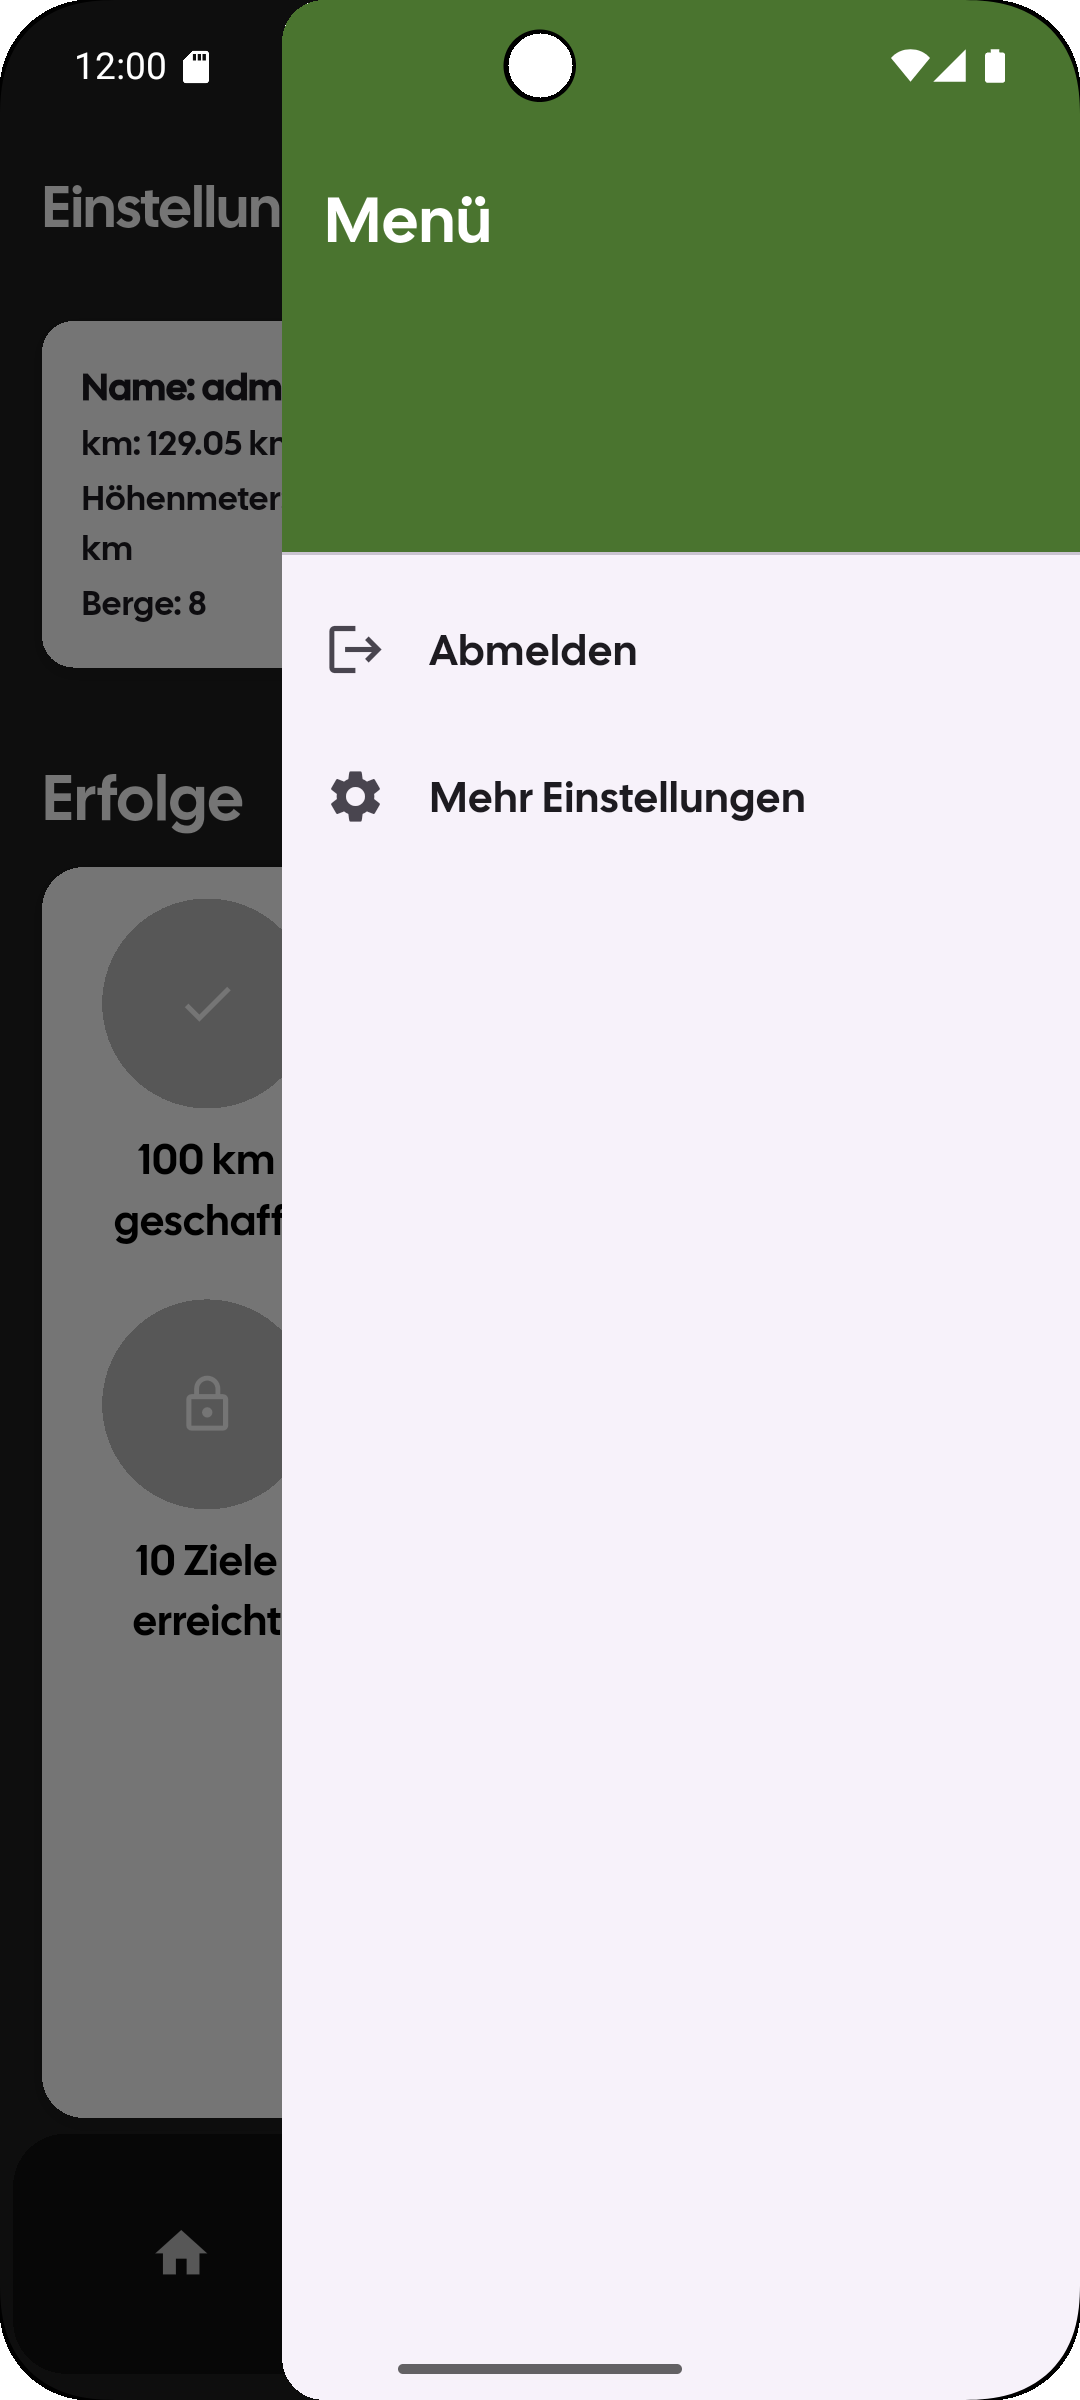 12:00
Einstellun
Menü
Name: adm
km: 129.05 km
Höhenmeter
km
Berge: 8
Abmelden
Mehr Einstellungen
Erfolge
100 km
geschaff
10 Ziele
erreicht